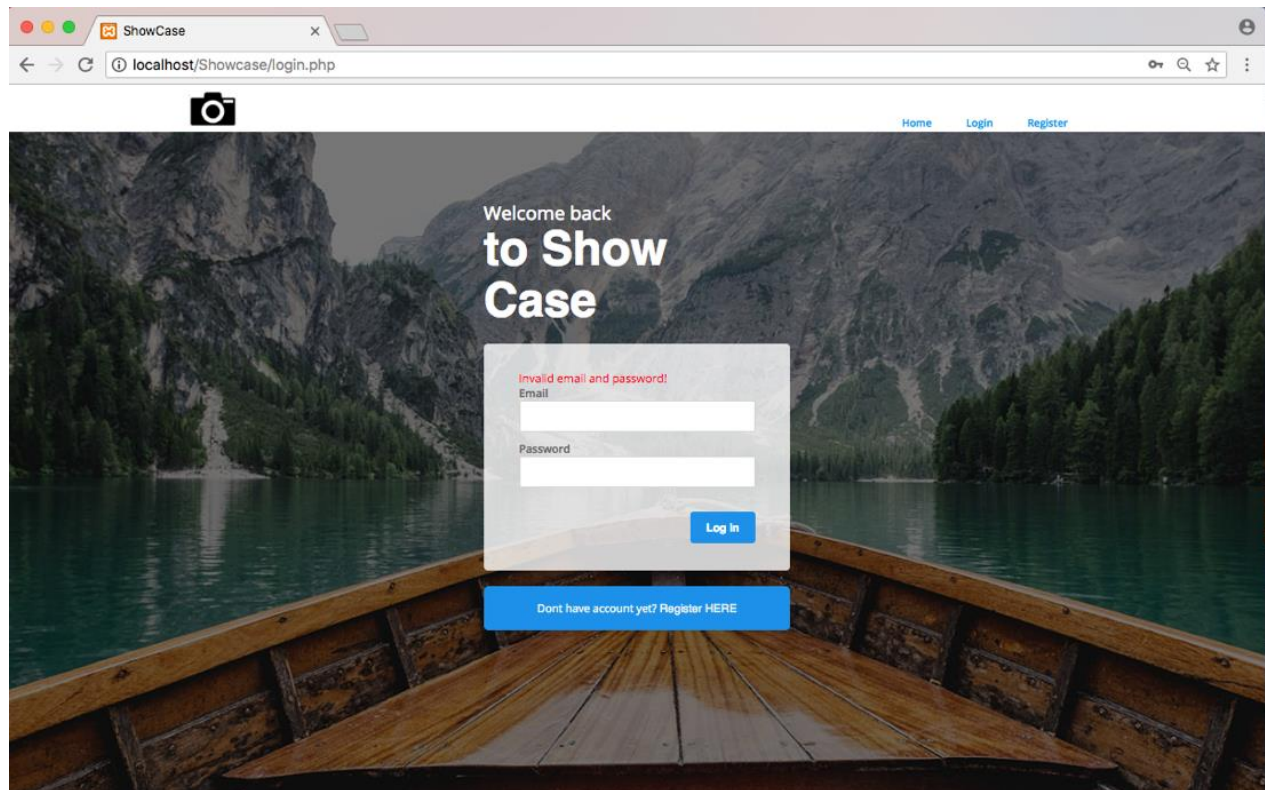 ShowCase
localhost/Showcase/login.php
Home Login Register
Welcome back
to Show
Case
Invalid email and password!
Email
Password
Log In
Dont have account yet? Register HERE